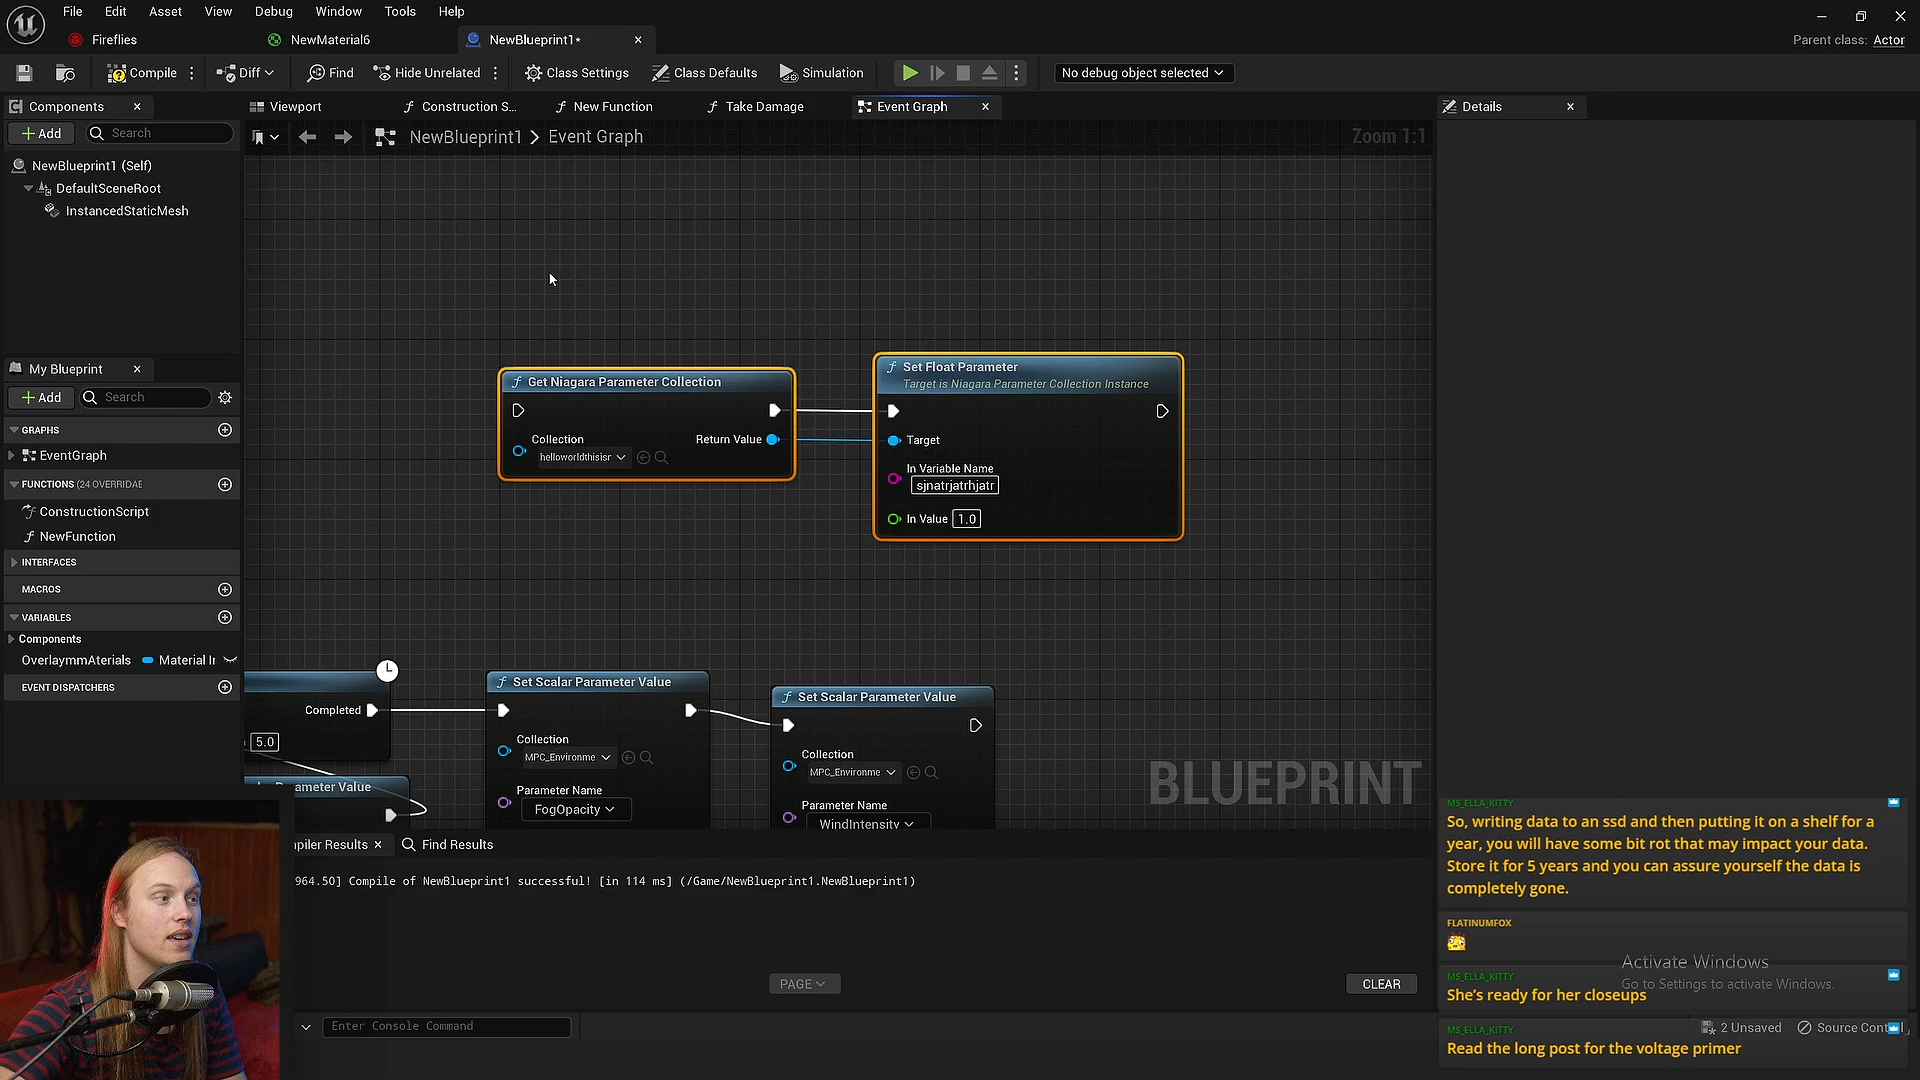 File Edit Asset View Debug Window Tools Help
Fireflies NewMaterial6 NewBlueprint1*
Parent class: Actor
Compile Diff Find Hide Unrelated Class Settings Class Defaults Simulation No debug object selected
Components Viewport Construction S... New Function Take Damage Event Graph Details
Add Search
NewBlueprint1 > Event Graph
Zoom 1:1
NewBlueprint1 (Self)
DefaultSceneRoot
InstancedStaticMesh
My Blueprint
Add Search
GRAPHS
EventGraph
FUNCTIONS (24 OVERRIDAE
ConstructionScript
NewFunction
INTERFACES
MACROS
VARIABLES
Components
OverlaymmAterials Material Ir
EVENT DISPATCHERS
Get Niagara Parameter Collection
Collection
helloworldthisisr
Return Value
Set Float Parameter
Target is Niagara Parameter Collection Instance
Target
In Variable Name
sjnatrjatrhjatr
In Value 1.0
Completed
5.0
Parameter Value
Set Scalar Parameter Value
Collection
MPC_Environme
Parameter Name
FogOpacity
Set Scalar Parameter Value
Collection
MPC_Environme
Parameter Name
WindIntensity
BLUEPRINT
piler Results Find Results
964.50] Compile of NewBlueprint1 successful! [in 114 ms] (/Game/NewBlueprint1.NewBlueprint1)
PAGE
CLEAR
Enter Console Command
MS_ELLA_KITTY
So, writing data to an ssd and then putting it on a shelf for a
year, you will have some bit rot that may impact your data.
Store it for 5 years and you can assure yourself the data is
completely gone.
FLATINUMFOX
Activate Windows
Go to Settings to activate Windows.
MS_ELLA_KITTY
She's ready for her closeups
2 Unsaved Source Cont
MS_ELLA_KITTY
Read the long post for the voltage primer